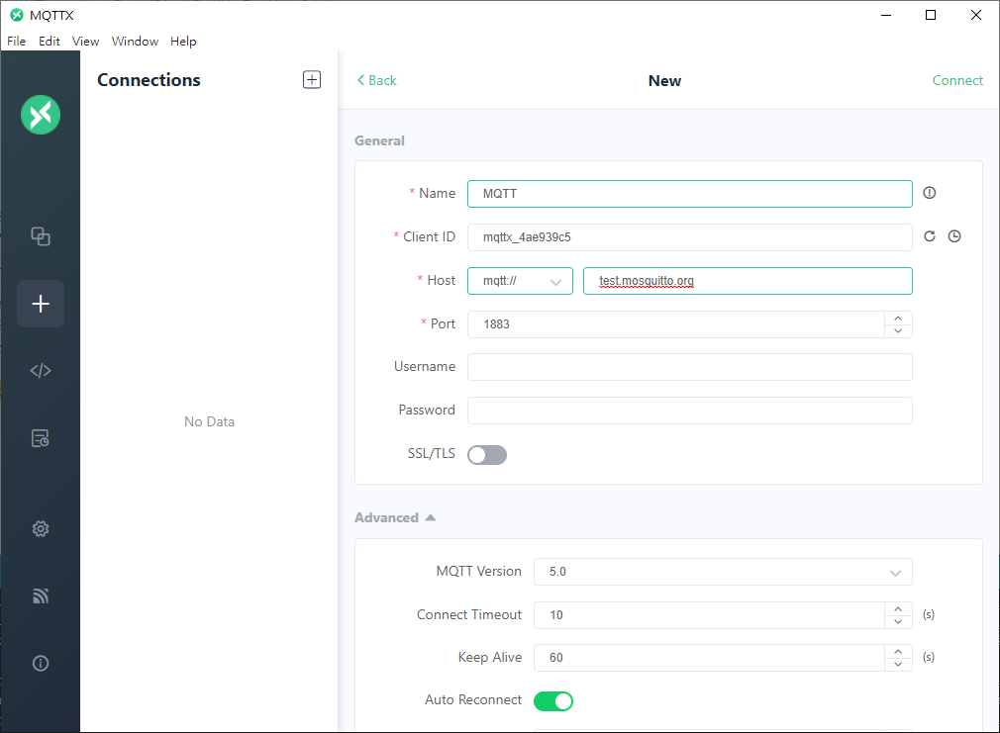 MQTTX
File Edit View Window Help
Connections
Back New Connect
General
* Name MQTT
* Client ID mqttx_4ae939c5
* Host mqtt:// test.mosquitto.org
* Port 1883
Username
Password
SSL/TLS
No Data
Advanced
MQTT Version 5.0
Connect Timeout 10 (s)
Keep Alive 60 (s)
Auto Reconnect